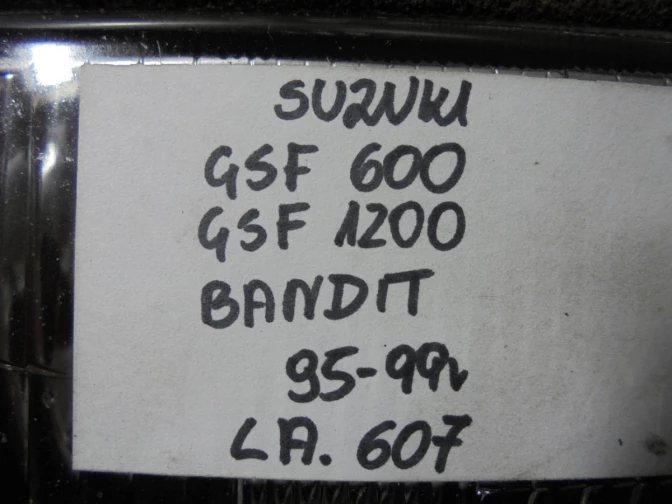 SUZUKI
GSF 600
GSF 1200
BANDIT
95-99r
LA. 607